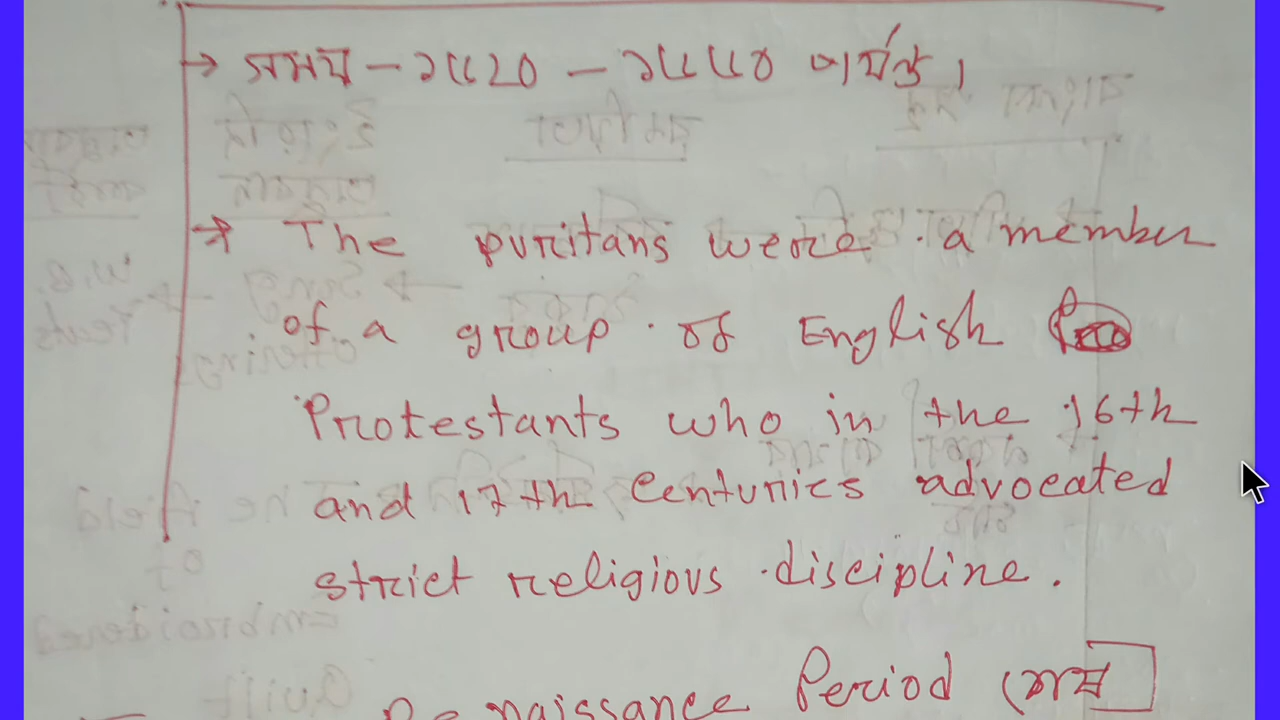 → সময় – ১৬২০ – ১৬৬০ পর্যন্ত।
→ The puritans were a member
of a group of English
Protestants who in the 16th
and 17th centuries advocated
strict religious discipline.
Renaissance Period (শেষ]